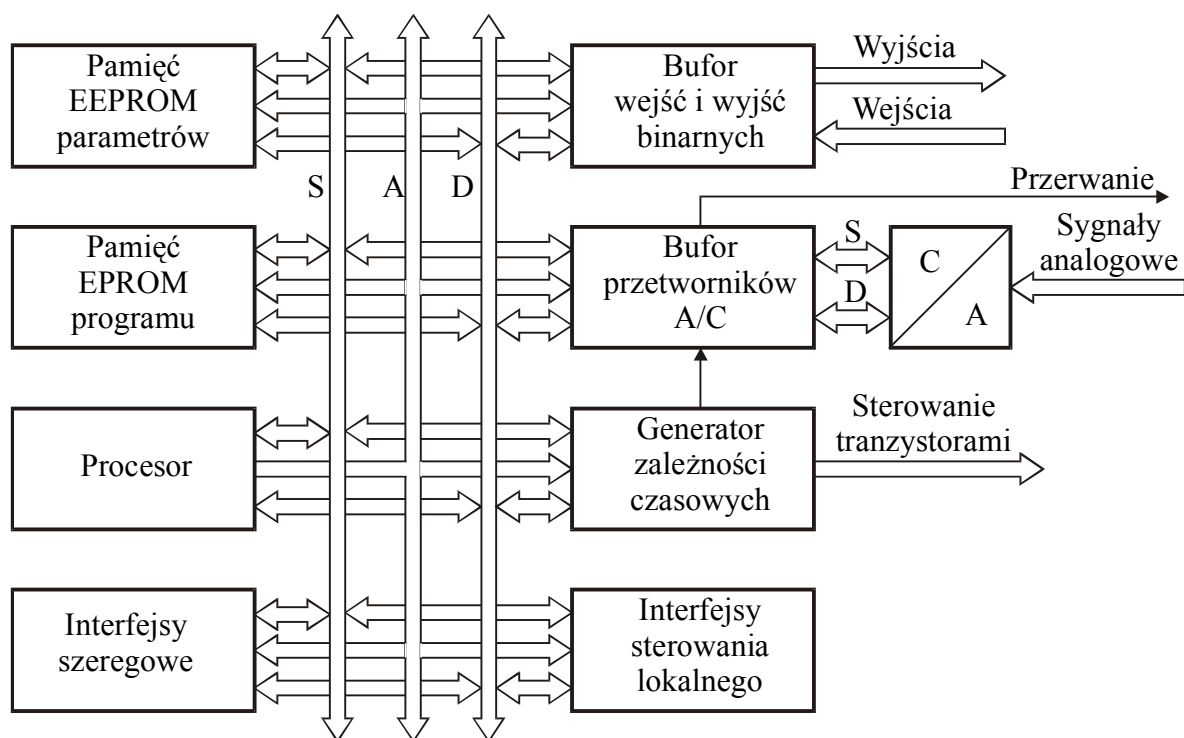 Pamięć
EEPROM
parametrów
Bufor
wejść i wyjść
binarnych
Wyjścia
Wejścia
S
A
D
Przerwanie
Pamięć
EPROM
programu
Bufor
przetworników
A/C
S
D
C
A
Sygnały
analogowe
Procesor
Generator
zależności
czasowych
Sterowanie
tranzystorami
Interfejsy
szeregowe
Interfejsy
sterowania
lokalnego